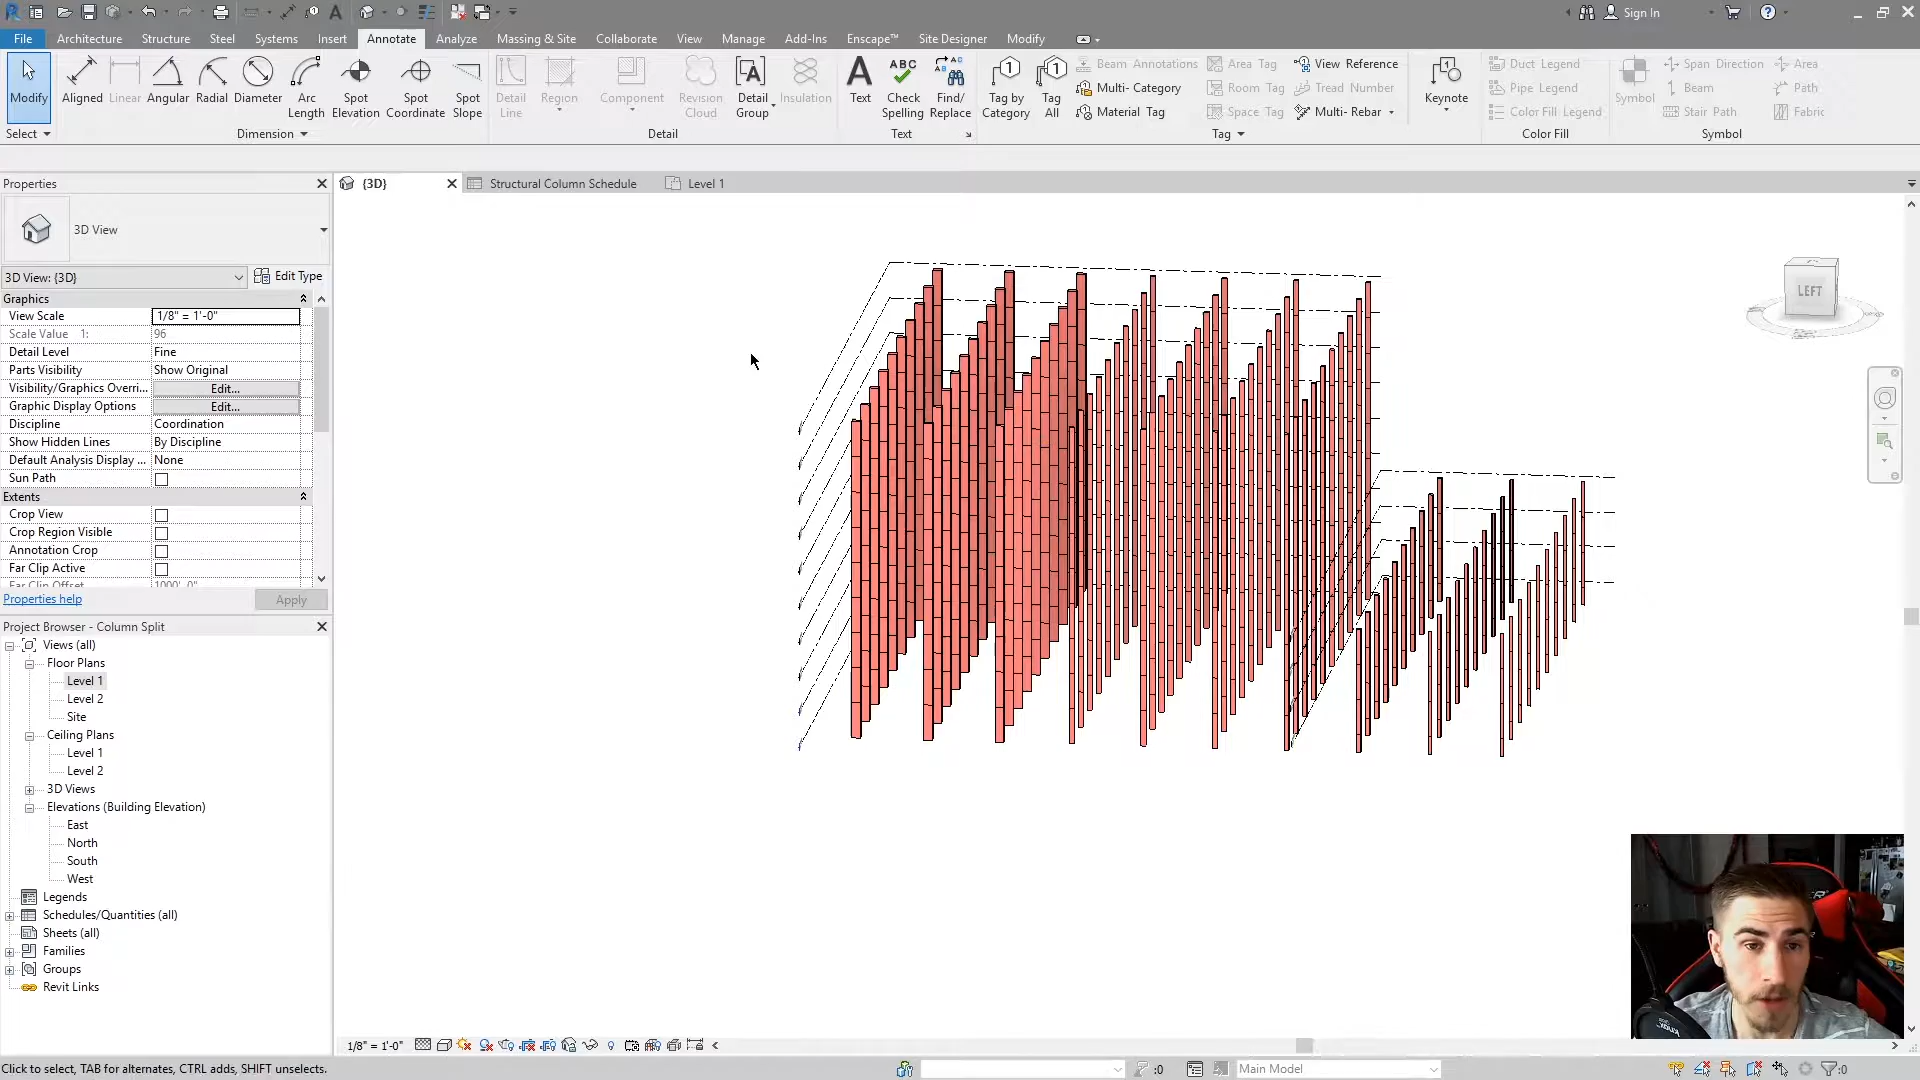 Sign In
File Architecture Structure Steel Systems Insert Annotate Analyze Massing & Site Collaborate View Manage Add-Ins Enscape™ Site Designer Modify
Modify
Aligned
Linear
Angular
Radial
Diameter
Arc
Length
Spot
Elevation
Spot
Coordinate
Spot
Slope
Detail
Line
Region
Component
Revision
Cloud
Detail
Group
Insulation
A
Text
ABC
Check
Spelling
Find/
Replace
Tag by
Category
Tag
All
Beam Annotations
Multi- Category
Material Tag
Area Tag
Room Tag
Space Tag
View Reference
Tread Number
Multi- Rebar
Keynote
Duct Legend
Pipe Legend
Color Fill Legend
Symbol
Span Direction
Beam
Stair Path
Area
Path
Fabric
Select
Dimension
Detail
Text
Tag
Color Fill
Symbol
Properties
{3D}
Structural Column Schedule
Level 1
3D View
3D View: {3D}
Edit Type
Graphics
View Scale 1/8" = 1'-0"
Scale Value 1: 96
Detail Level Fine
Parts Visibility Show Original
Visibility/Graphics Overri... Edit...
Graphic Display Options Edit...
Discipline Coordination
Show Hidden Lines By Discipline
Default Analysis Display ... None
Sun Path
Extents
Crop View
Crop Region Visible
Annotation Crop
Far Clip Active
Far Clip Offset 1000' 0"
Properties help
Apply
Project Browser - Column Split
Views (all)
Floor Plans
Level 1
Level 2
Site
Ceiling Plans
Level 1
Level 2
3D Views
Elevations (Building Elevation)
East
North
South
West
Legends
Schedules/Quantities (all)
Sheets (all)
Families
Groups
Revit Links
LEFT
1/8" = 1'-0"
Click to select, TAB for alternates, CTRL adds, SHIFT unselects.
:0
Main Model
:0